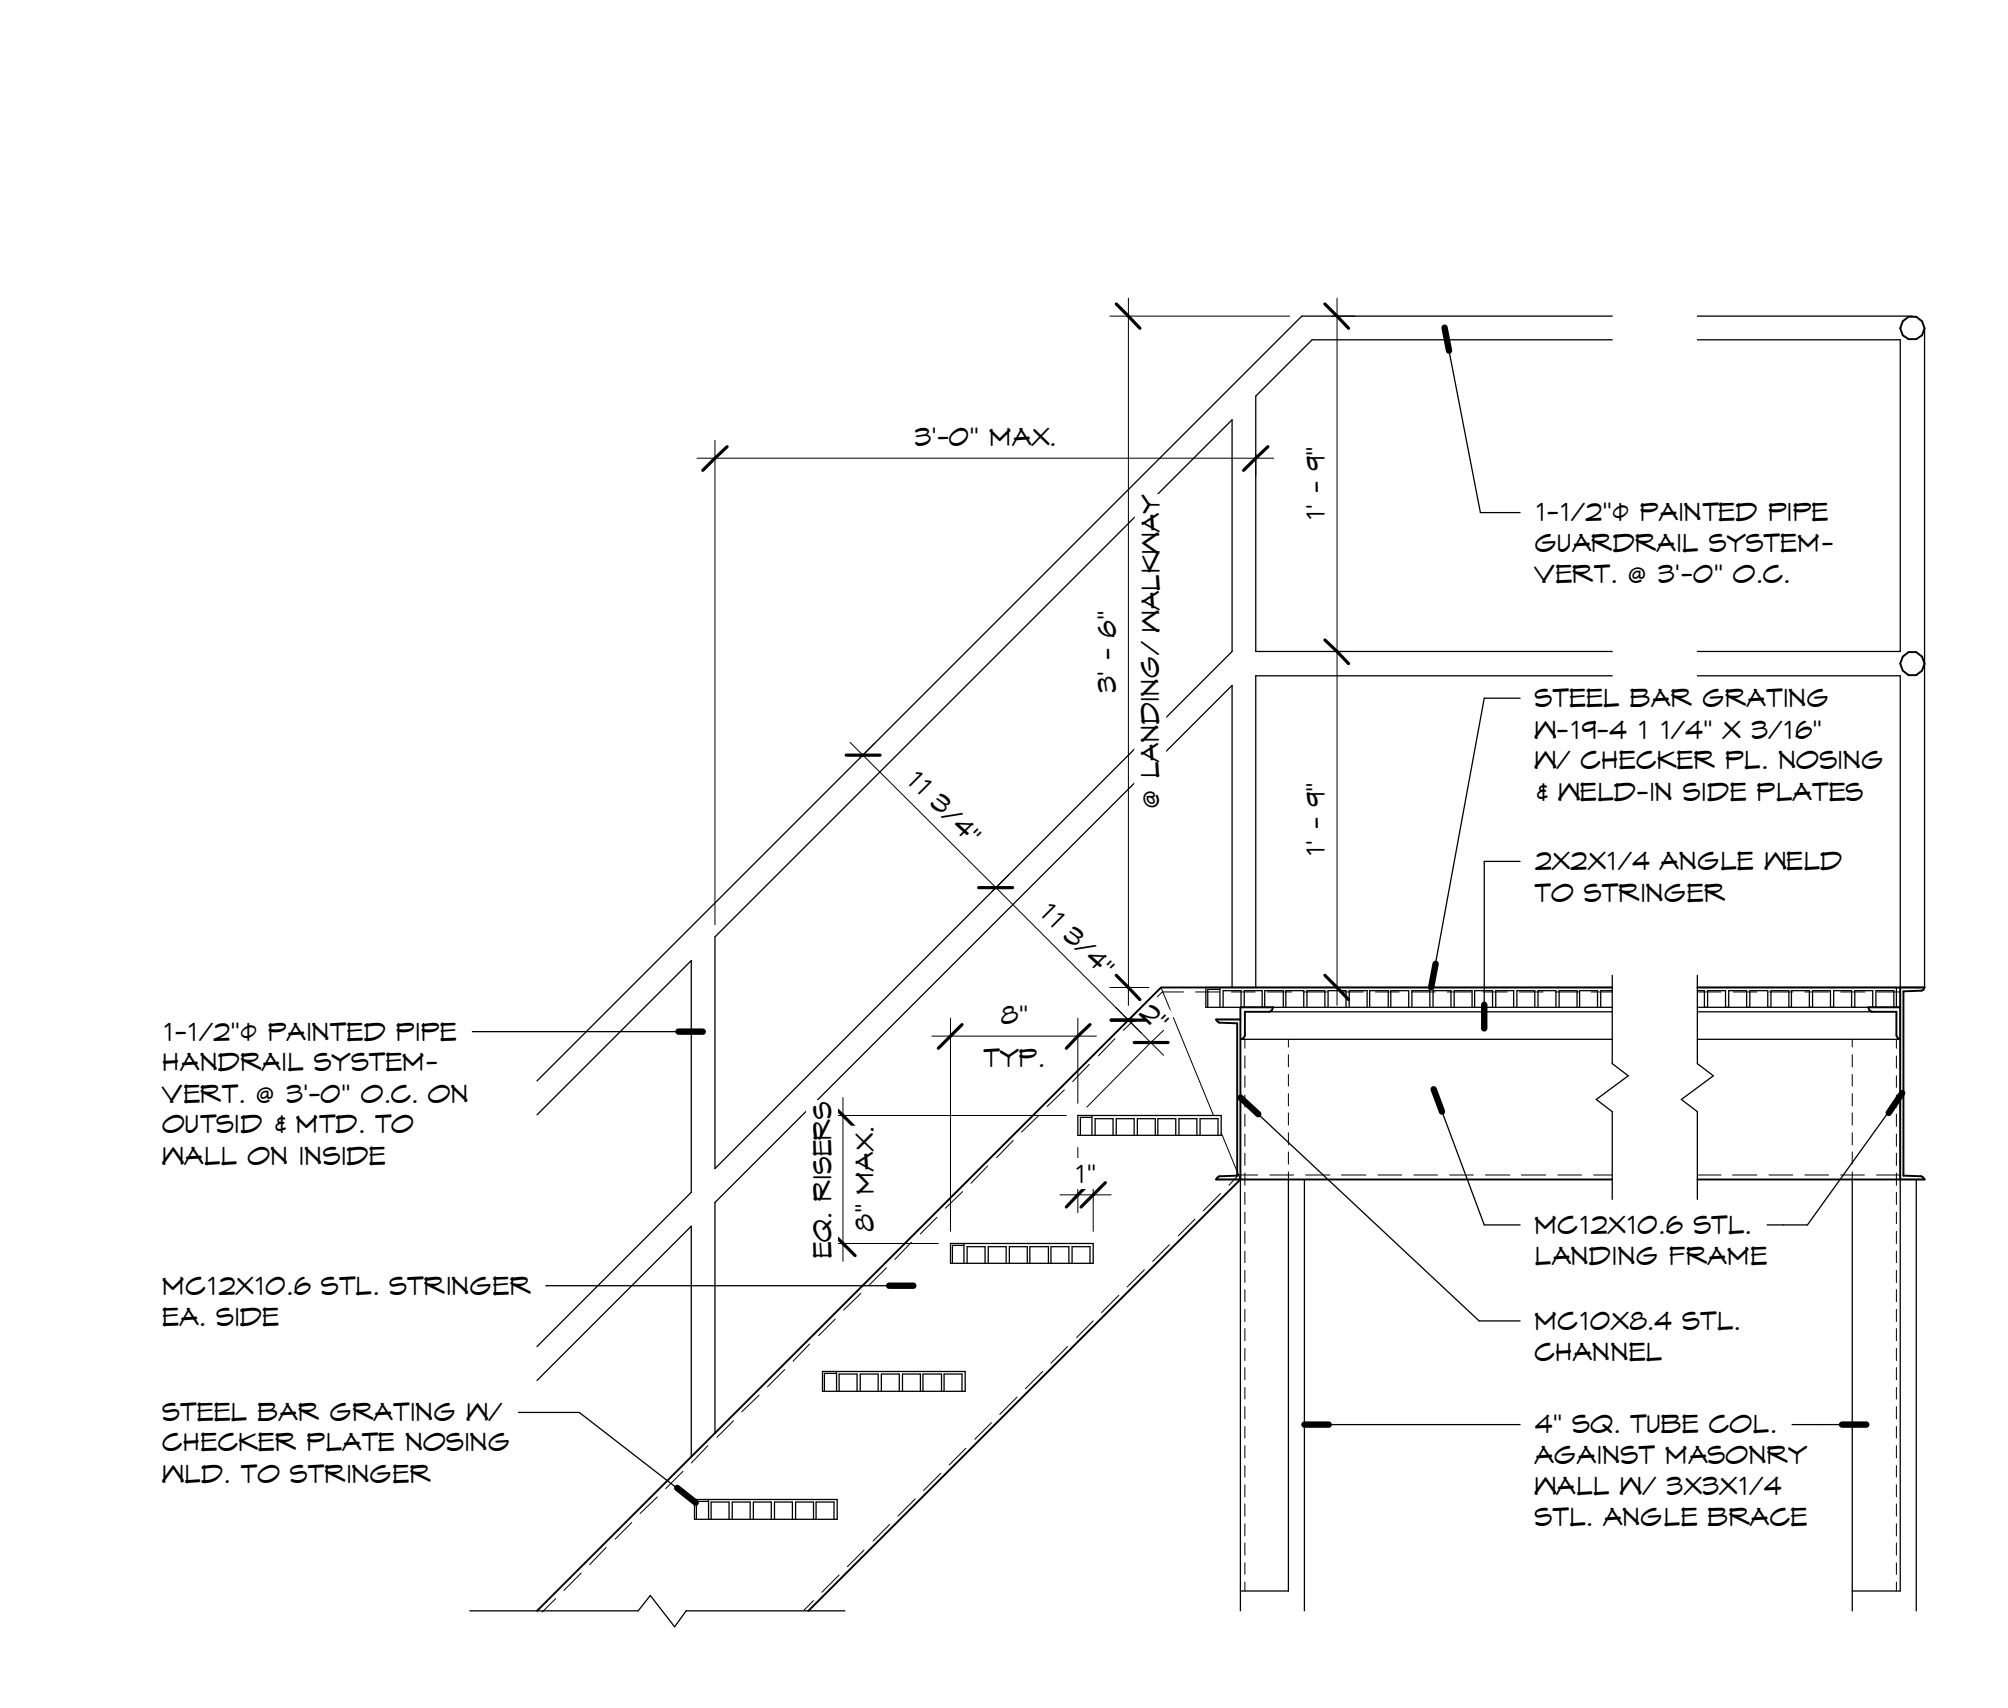 3'-0" MAX.
1' - 9"
3' - 6"
@ LANDING/ WALKWAY
1-1/2"Φ PAINTED PIPE
GUARDRAIL SYSTEM-
VERT. @ 3'-0" O.C.
STEEL BAR GRATING
W-19-4 1 1/4" X 3/16"
W/ CHECKER PL. NOSING
& WELD-IN SIDE PLATES
11 3/4"
1' - 9"
2X2X1/4 ANGLE WELD
TO STRINGER
11 3/4"
2"
8"
TYP.
1-1/2"Φ PAINTED PIPE
HANDRAIL SYSTEM-
VERT. @ 3'-0" O.C. ON
OUTSID & MTD. TO
WALL ON INSIDE
EQ. RISERS
8" MAX.
1"
MC12X10.6 STL.
LANDING FRAME
MC12X10.6 STL. STRINGER
EA. SIDE
MC10X8.4 STL.
CHANNEL
STEEL BAR GRATING W/
CHECKER PLATE NOSING
WLD. TO STRINGER
4" SQ. TUBE COL.
AGAINST MASONRY
WALL W/ 3X3X1/4
STL. ANGLE BRACE